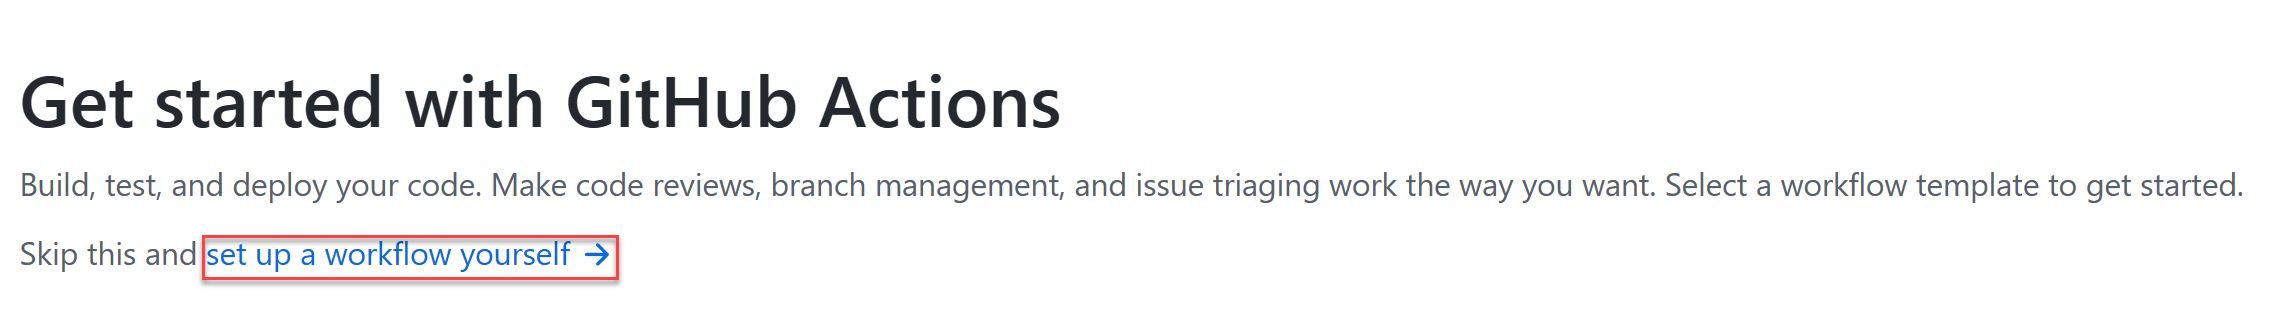 Get started with GitHub Actions
Build, test, and deploy your code. Make code reviews, branch management, and issue triaging work the way you want. Select a workflow template to get started.
Skip this and set up a workflow yourself →